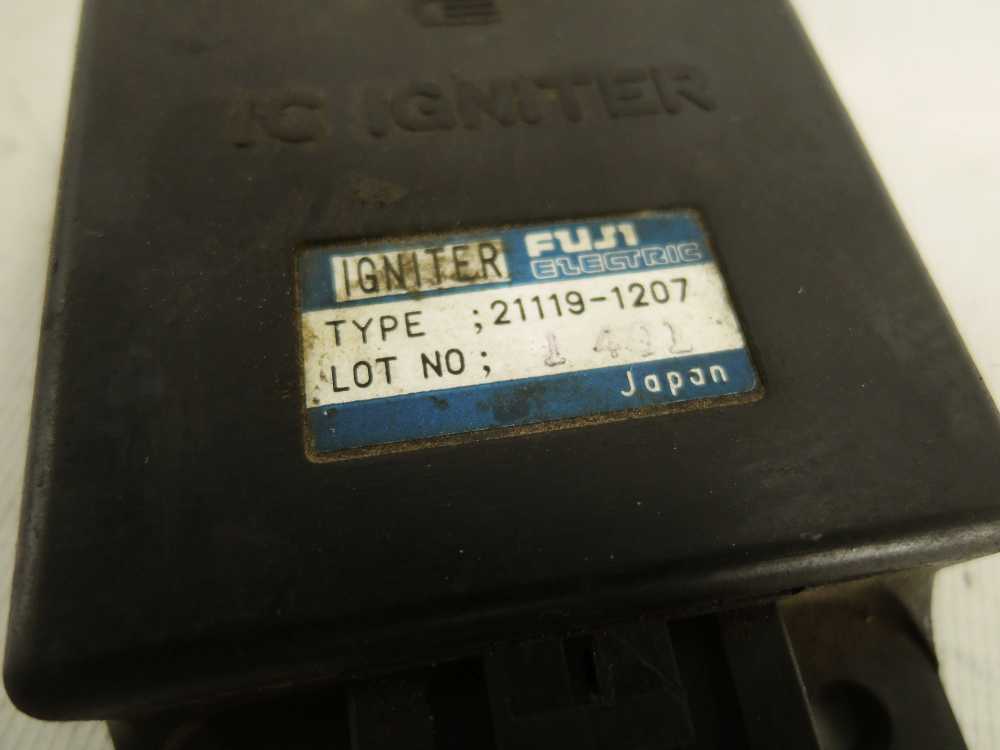 IC IGNITER
IGNITER FUJI ELECTRIC
TYPE ; 21119-1207
LOT NO ;
Japan